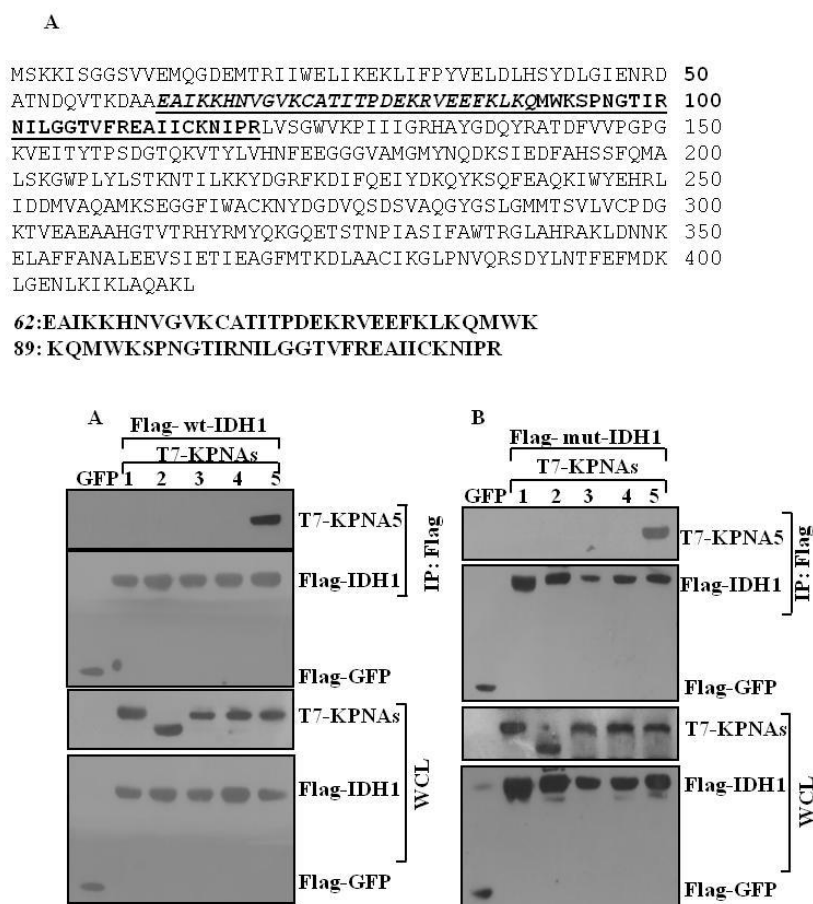 A
MSKKISGGSVVEMQGDEMTRIIWELIKEKLIFPYVELDLHSYDLGIENRD 50
ATNDQVTKDAAEAIKKHNVGVKCATITPDEKRVEEFKLKQMWKSPNGTIR 100
NILGGTVFREAIICKNIPRLVSGWVKPIIIGRHAYGDQYRATDFVVPGPG 150
KVEITYTPSDGTQKVTYLVHNFEEGGGVAMGMYNQDKSIEDFAHSSFQMA 200
LSKGWPLYLSTKNTILKKYDGRFKDIFQEIYDKQYKSQFEAQKIWYEHRL 250
IDDMVAQAMKSEGGFIWACKNYDGDVQSDSVAQGYGSLGMMTSVLVCPDG 300
KTVEAEAAHGTVTRHYRMYQKGQETSTNPIASIFAWTRGLAHRAKLDNNK 350
ELAFFANALEEVSIETIEAGFMTKDLAACIKGLPNVQRSDYLNTFEFMDK 400
LGENLKIKLAQAKL
62:EAIKKHNVGVKCATITPDEKRVEEFKLKQMWK
89: KQMWKSPNGTIRNILGGTVFREAIICKNIPR
A
Flag- wt-IDH1
T7-KPNAs
GFP 1 2 3 4 5
T7-KPNA5
Flag-IDH1
IP: Flag
Flag-GFP
T7-KPNAs
Flag-IDH1
WCL
Flag-GFP
B
Flag- mut-IDH1
T7-KPNAs
GFP 1 2 3 4 5
T7-KPNA5
Flag-IDH1
IP: Flag
Flag-GFP
T7-KPNAs
Flag-IDH1
WCL
Flag-GFP